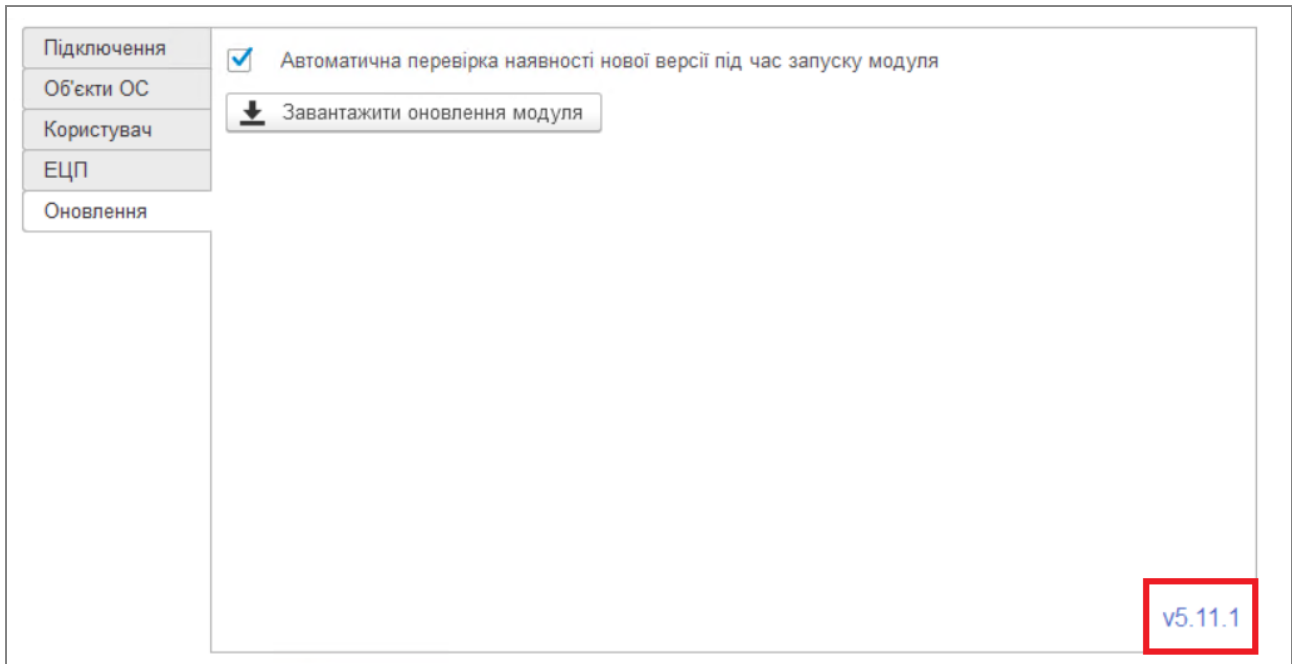 Підключення
Об'єкти ОС
Користувач
ЕЦП
Оновлення
Автоматична перевірка наявності нової версії під час запуску модуля
Завантажити оновлення модуля
v5.11.1